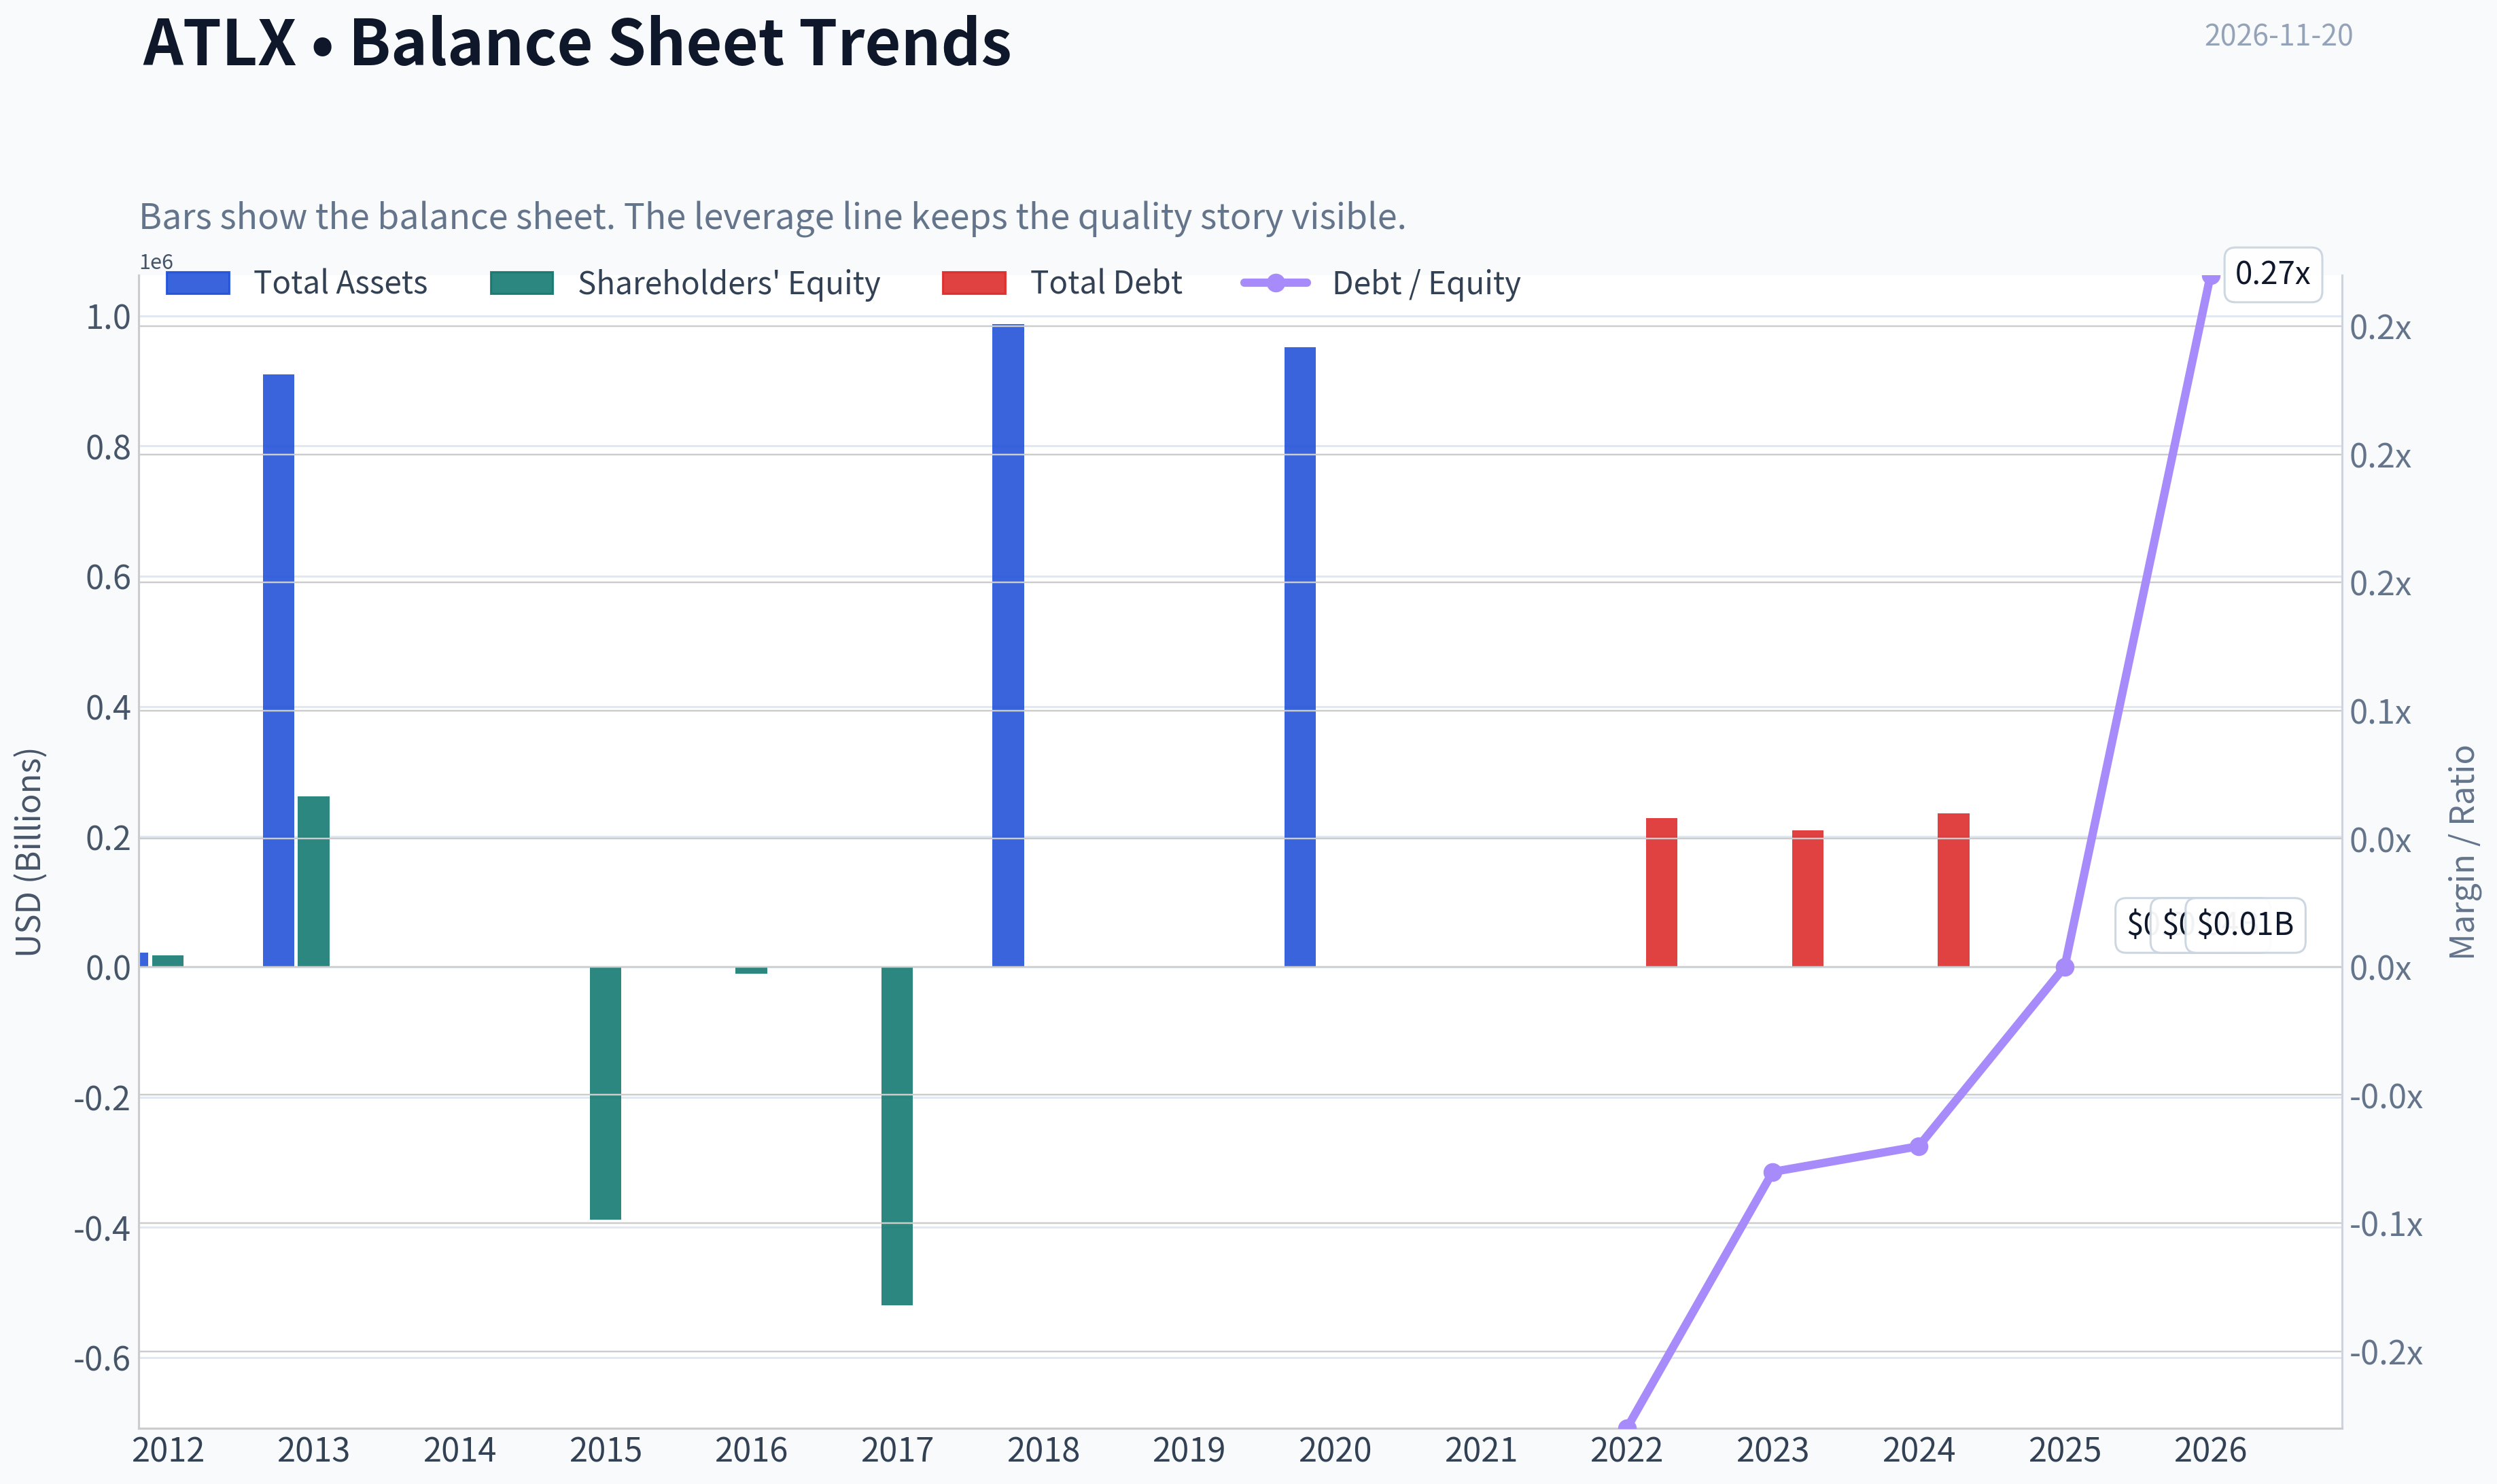 ATLX • Balance Sheet Trends
2026-11-20
Bars show the balance sheet. The leverage line keeps the quality story visible.
1e6
Total Assets
Shareholders' Equity
Total Debt
Debt / Equity
0.27x
1.0
0.8
0.6
0.4
0.2
0.0
-0.2
-0.4
-0.6
USD (Billions)
0.2x
0.2x
0.2x
0.1x
0.0x
0.0x
-0.0x
-0.1x
-0.2x
Margin / Ratio
$0.01B
2012 2013 2014 2015 2016 2017 2018 2019 2020 2021 2022 2023 2024 2025 2026